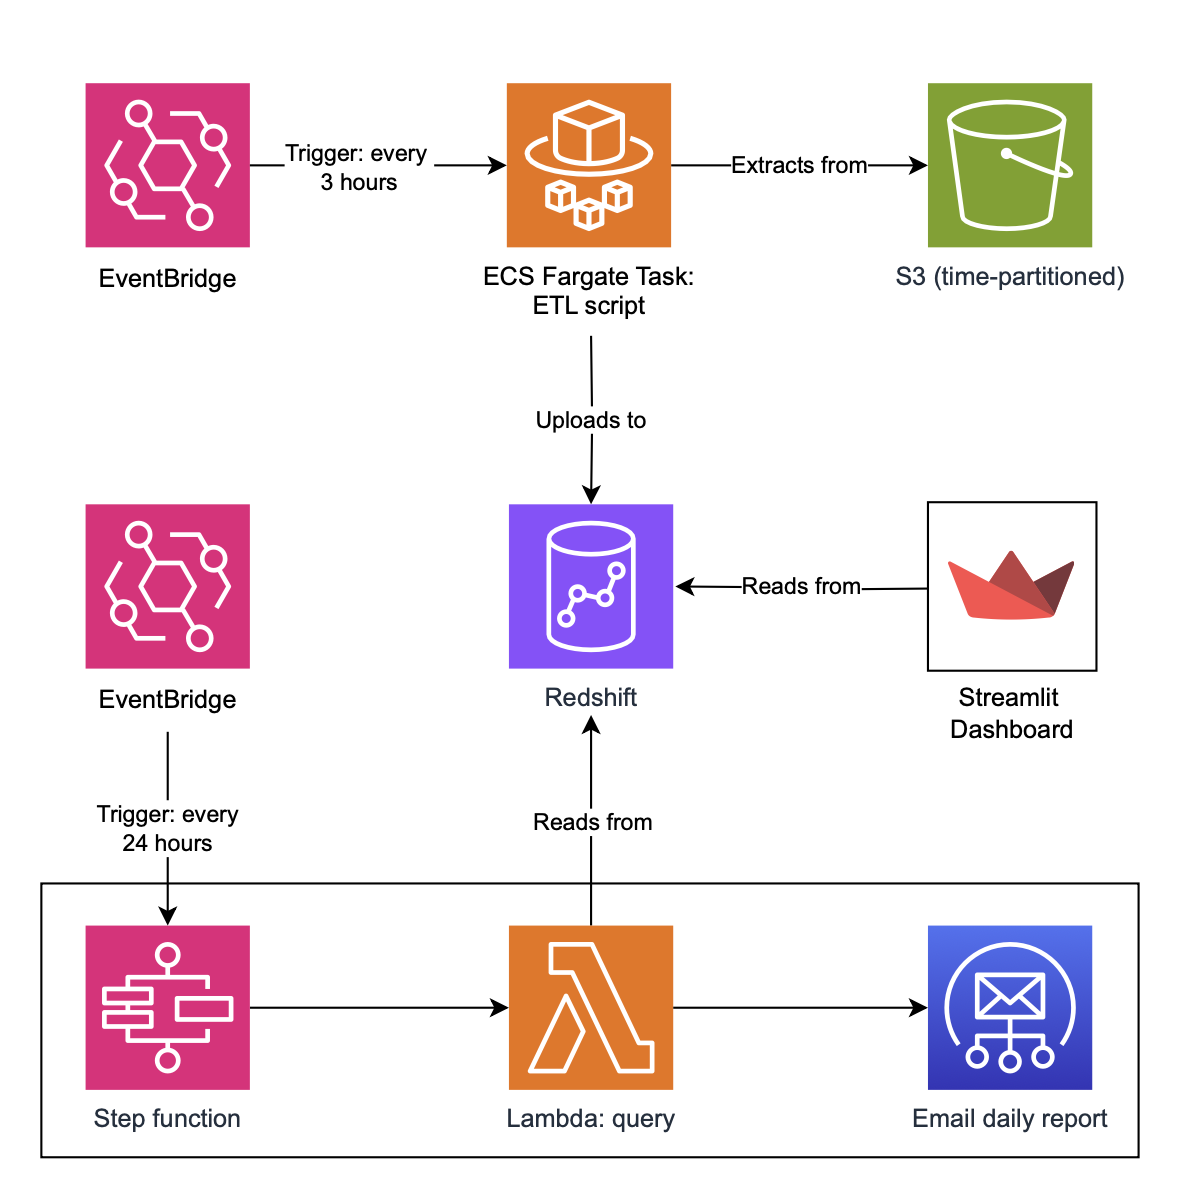 Trigger: every
3 hours
Extracts from
EventBridge
ECS Fargate Task:
ETL script
S3 (time-partitioned)
Uploads to
Reads from
EventBridge
Redshift
Streamlit
Dashboard
Trigger: every
24 hours
Reads from
Step function
Lambda: query
Email daily report